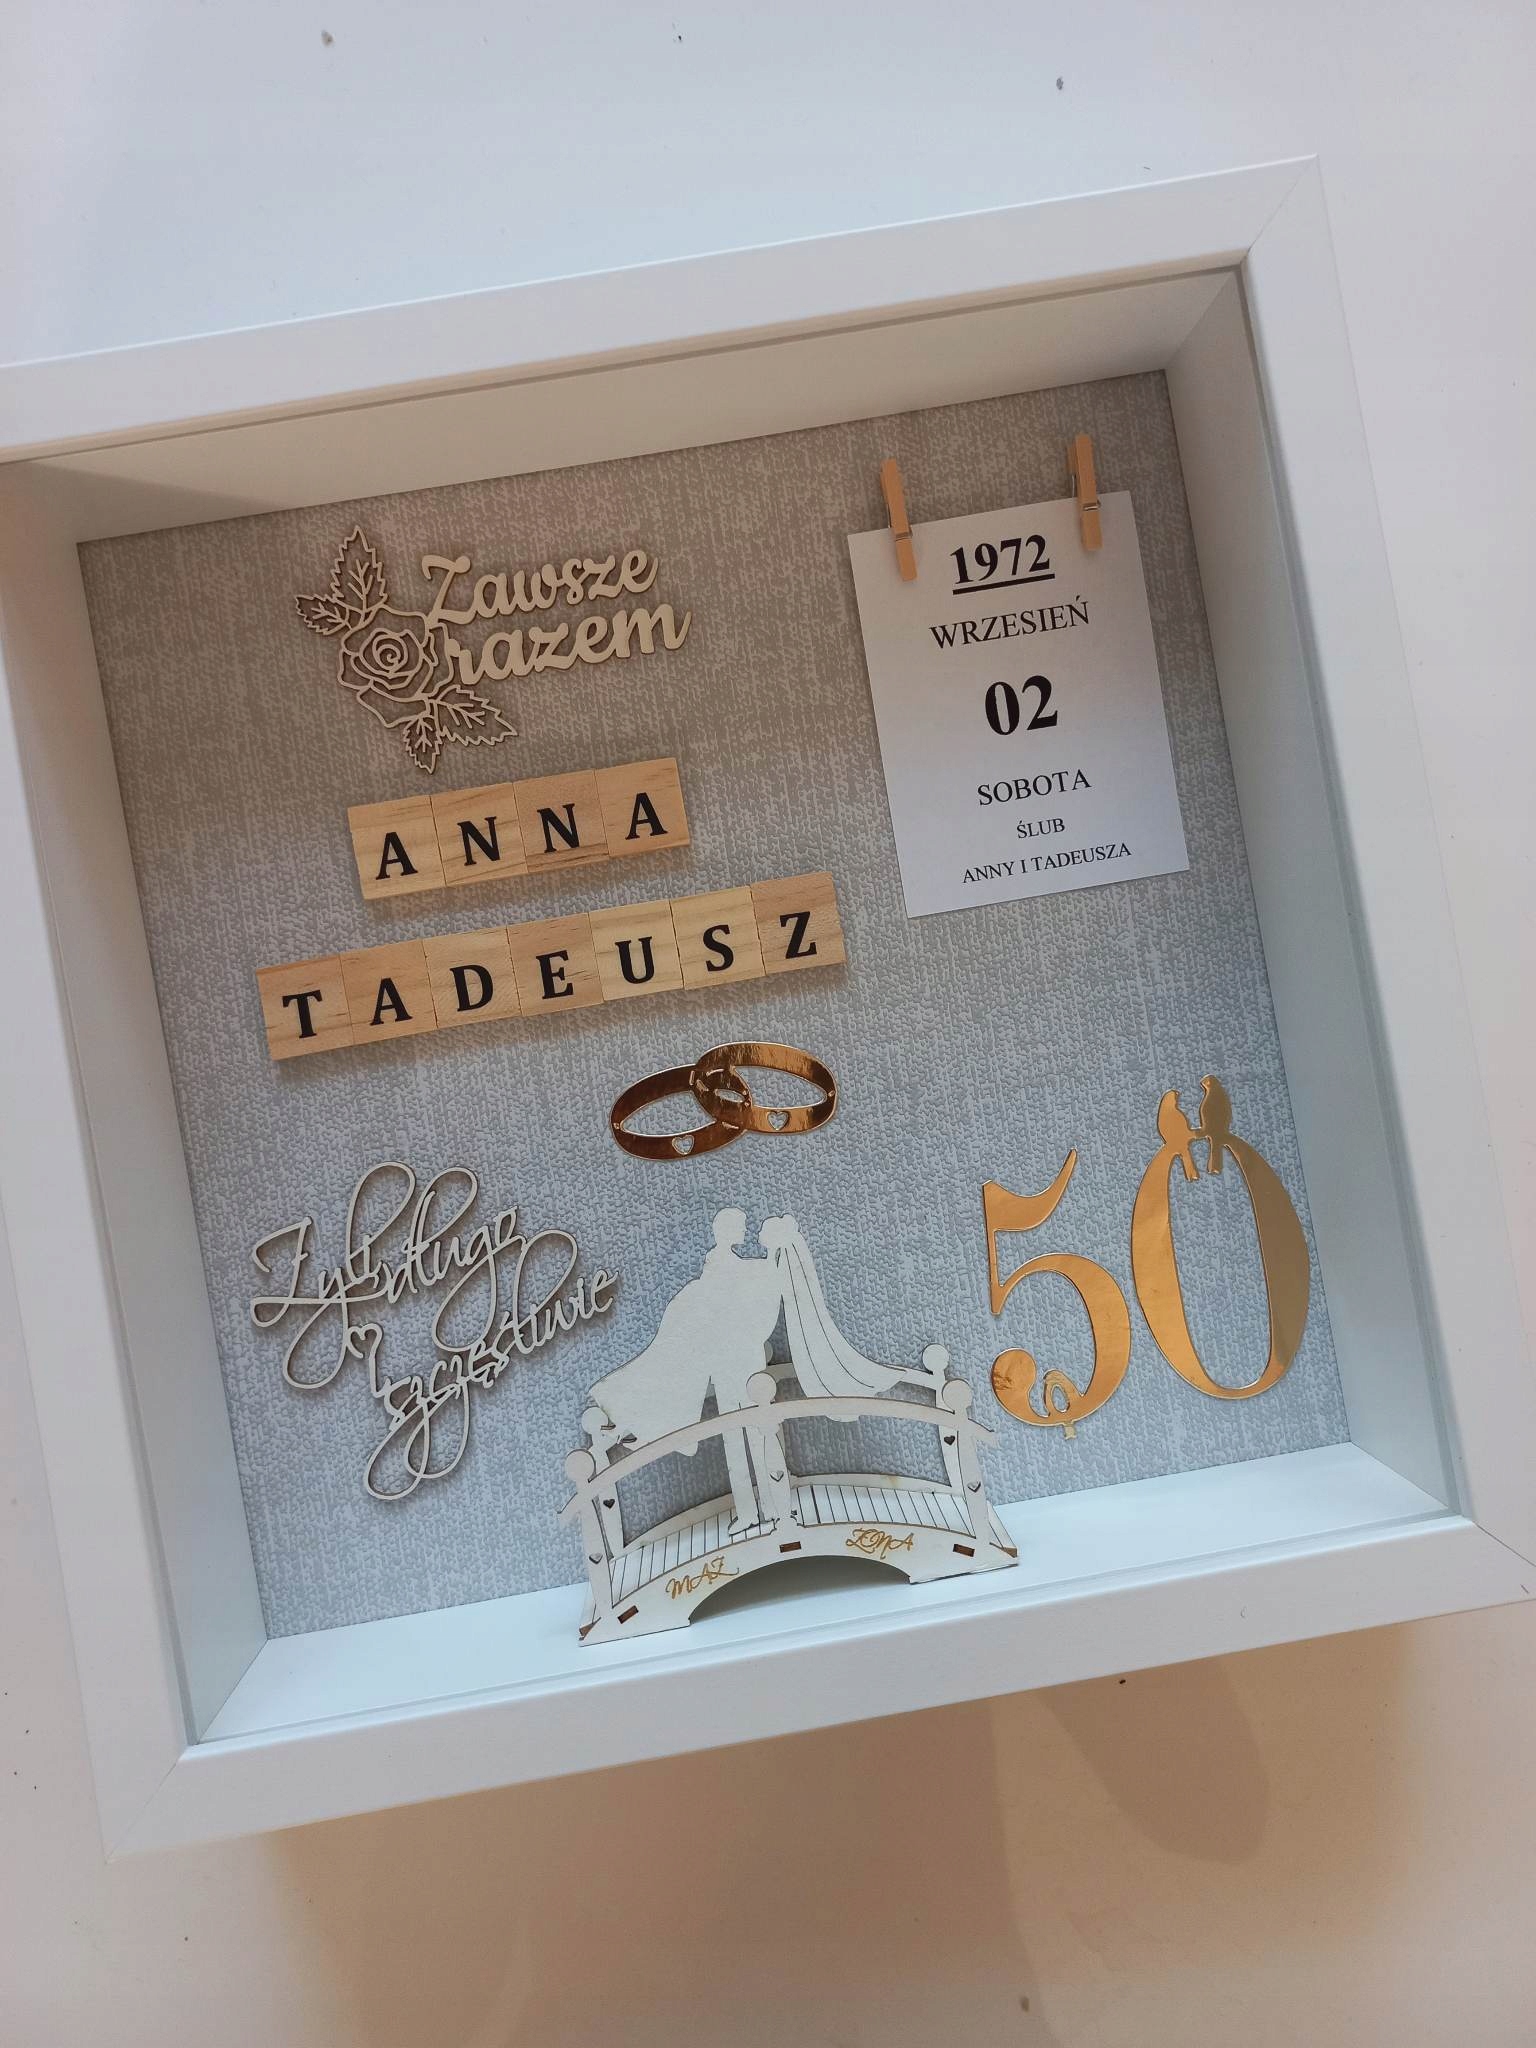 Zawsze
razem
1972
WRZESIEŃ
02
SOBOTA
ŚLUB
ANNY I TADEUSZA
ANNA
TADEUSZ
Żyli długo
i szczęśliwie
50
MĄŻ
ŻONA